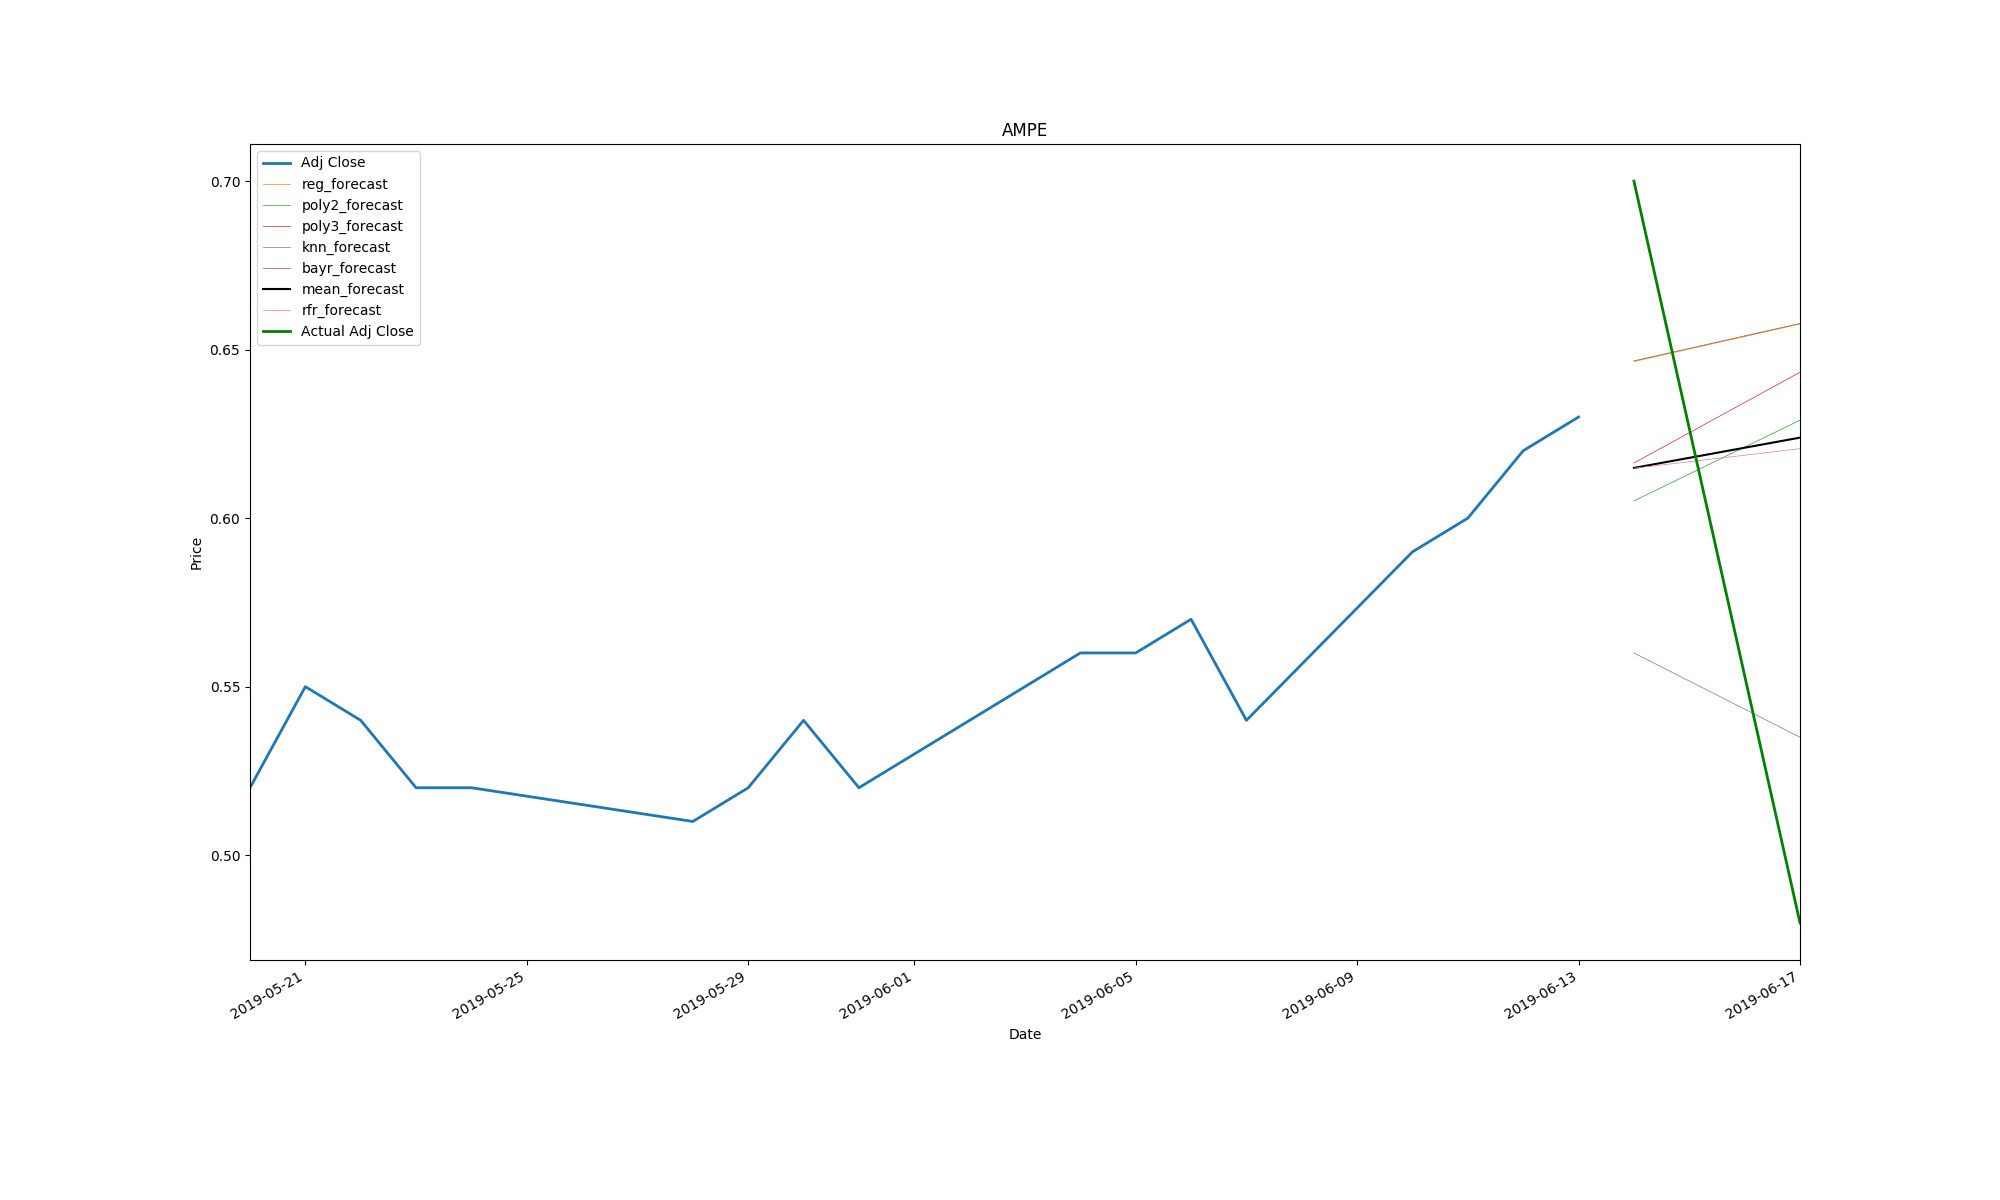 AMPE
Adj Close
reg_forecast
poly2_forecast
poly3_forecast
knn_forecast
bayr_forecast
mean_forecast
rfr_forecast
Actual Adj Close
0.70
0.65
0.60
0.55
0.50
Price
2019-05-21
2019-05-25
2019-05-29
2019-06-01
2019-06-05
2019-06-09
2019-06-13
2019-06-17
Date